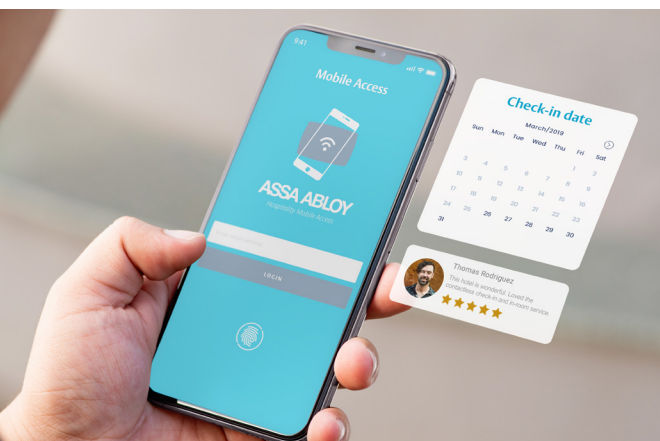 9:41
Mobile Access
ASSA ABLOY
Hospitality Mobile Access
LOGIN
Check-in date
March/2019
Sun Mon Tue Wed Thu Fri Sat
1 2
3 4 5 6 7 8 9
10 11 12 13 14 15 16
17 18 19 20 21 22 23
24 25 26 27 28 29 30
31
Thomas Rodriguez
This hotel is wonderful. Loved the
contactless check-in and in-room service.